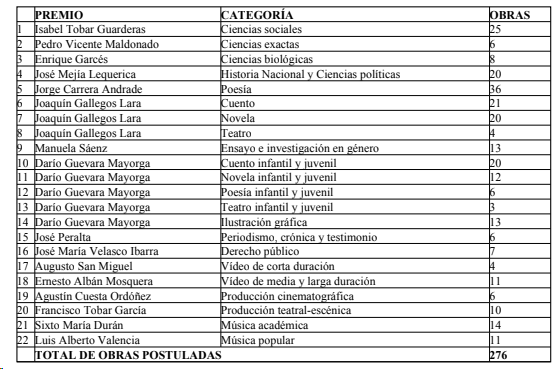 PREMIO CATEGORÍA OBRAS
1 Isabel Tobar Guarderas Ciencias sociales 25
2 Pedro Vicente Maldonado Ciencias exactas 6
3 Enrique Garcés Ciencias biológicas 8
4 José Mejía Lequerica Historia Nacional y Ciencias políticas 20
5 Jorge Carrera Andrade Poesía 36
6 Joaquín Gallegos Lara Cuento 21
7 Joaquín Gallegos Lara Novela 20
8 Joaquín Gallegos Lara Teatro 4
9 Manuela Sáenz Ensayo e investigación en género 13
10 Darío Guevara Mayorga Cuento infantil y juvenil 20
11 Darío Guevara Mayorga Novela infantil y juvenil 12
12 Darío Guevara Mayorga Poesía infantil y juvenil 6
13 Darío Guevara Mayorga Teatro infantil y juvenil 3
14 Darío Guevara Mayorga Ilustración gráfica 13
15 José Peralta Periodismo, crónica y testimonio 6
16 José María Velasco Ibarra Derecho público 7
17 Augusto San Miguel Vídeo de corta duración 4
18 Ernesto Albán Mosquera Vídeo de media y larga duración 11
19 Agustín Cuesta Ordóñez Producción cinematográfica 6
20 Francisco Tobar García Producción teatral-escénica 10
21 Sixto María Durán Música académica 14
22 Luis Alberto Valencia Música popular 11
TOTAL DE OBRAS POSTULADAS 276